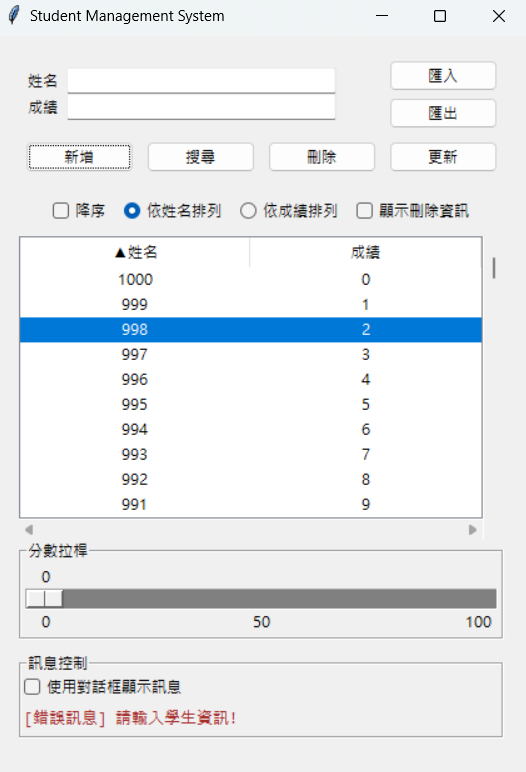 Student Management System
姓名
匯入
成績
匯出
新增 搜尋 刪除 更新
降序 依姓名排列 依成績排列 顯示刪除資訊
▲姓名 成績
1000 0
999 1
998 2
997 3
996 4
995 5
994 6
993 7
992 8
991 9
分數拉桿
0
0 50 100
訊息控制
使用對話框顯示訊息
[錯誤訊息] 請輸入學生資訊!